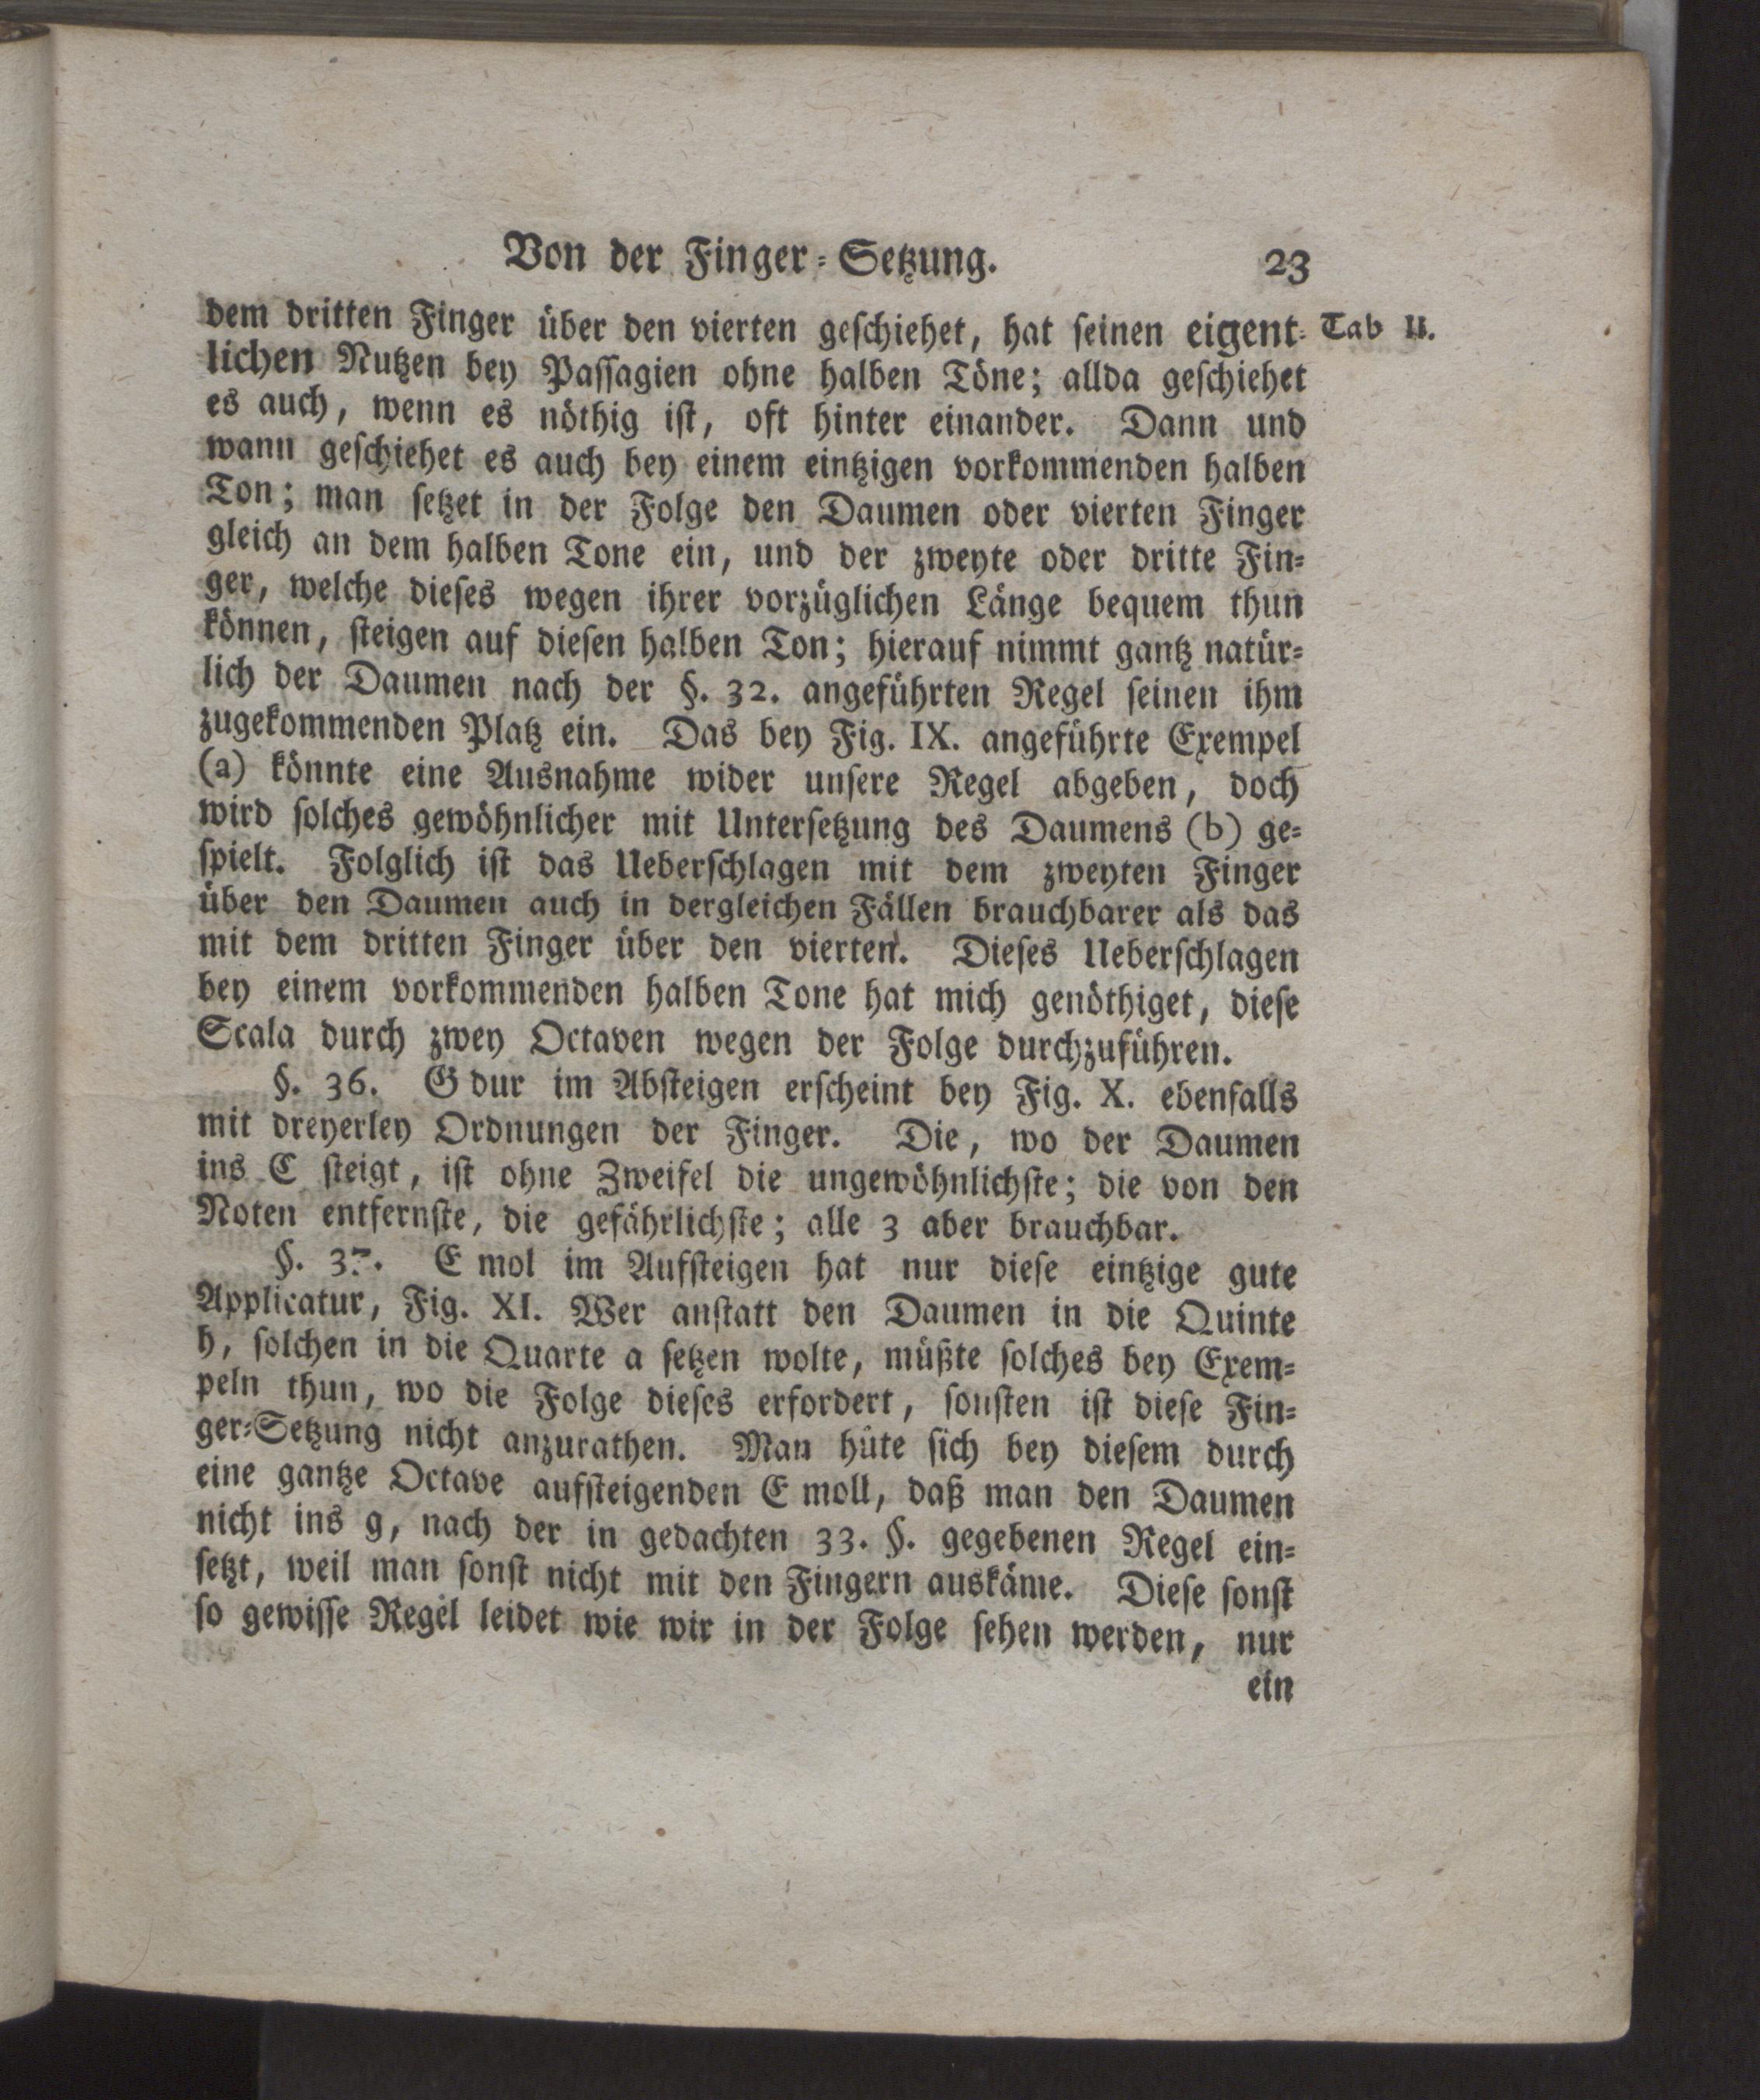 Von der Finger-Setzung. 23
dem dritten Finger über den vierten geschiehet, hat seinen eigent- Tab II.
lichen Nutzen bey Passagien ohne halben Töne; allda geschiehet
es auch, wenn es nöthig ist, oft hinter einander. Dann und
wann geschiehet es auch bey einem eintzigen vorkommenden halben
Ton; man setzet in der Folge den Daumen oder vierten Finger
gleich an dem halben Tone ein, und der zweyte oder dritte Fin-
ger, welche dieses wegen ihrer vorzüglichen Länge bequem thun
können, steigen auf diesen halben Ton; hierauf nimmt gantz natür-
lich der Daumen nach der §. 32. angeführten Regel seinen ihm
zugekommenden Platz ein. Das bey Fig. IX. angeführte Exempel
(a) könnte eine Ausnahme wider unsere Regel abgeben, doch
wird solches gewöhnlicher mit Untersetzung des Daumens (b) ge-
spielt. Folglich ist das Ueberschlagen mit dem zweyten Finger
über den Daumen auch in dergleichen Fällen brauchbarer als das
mit dem dritten Finger über den vierten. Dieses Ueberschlagen
bey einem vorkommenden halben Tone hat mich genöthiget, diese
Scala durch zwey Octaven wegen der Folge durchzuführen.
§. 36. G dur im Absteigen erscheint bey Fig. X. ebenfalls
mit dreyerley Ordnungen der Finger. Die, wo der Daumen
ins C steigt, ist ohne Zweifel die ungewöhnlichste; die von den
Noten entfernste, die gefährlichste; alle 3 aber brauchbar.
§. 37. E mol im Aufsteigen hat nur diese eintzige gute
Applicatur, Fig. XI. Wer anstatt den Daumen in die Quinte
h, solchen in die Quarte a setzen wolte, müßte solches bey Exem-
peln thun, wo die Folge dieses erfordert, sonsten ist diese Fin-
ger-Setzung nicht anzurathen. Man hüte sich bey diesem durch
eine gantze Octave aufsteigenden E moll, daß man den Daumen
nicht ins g, nach der in gedachten 33. §. gegebenen Regel ein-
setzt, weil man sonst nicht mit den Fingern auskäme. Diese sonst
so gewisse Regel leidet wie wir in der Folge sehen werden, nur
ein